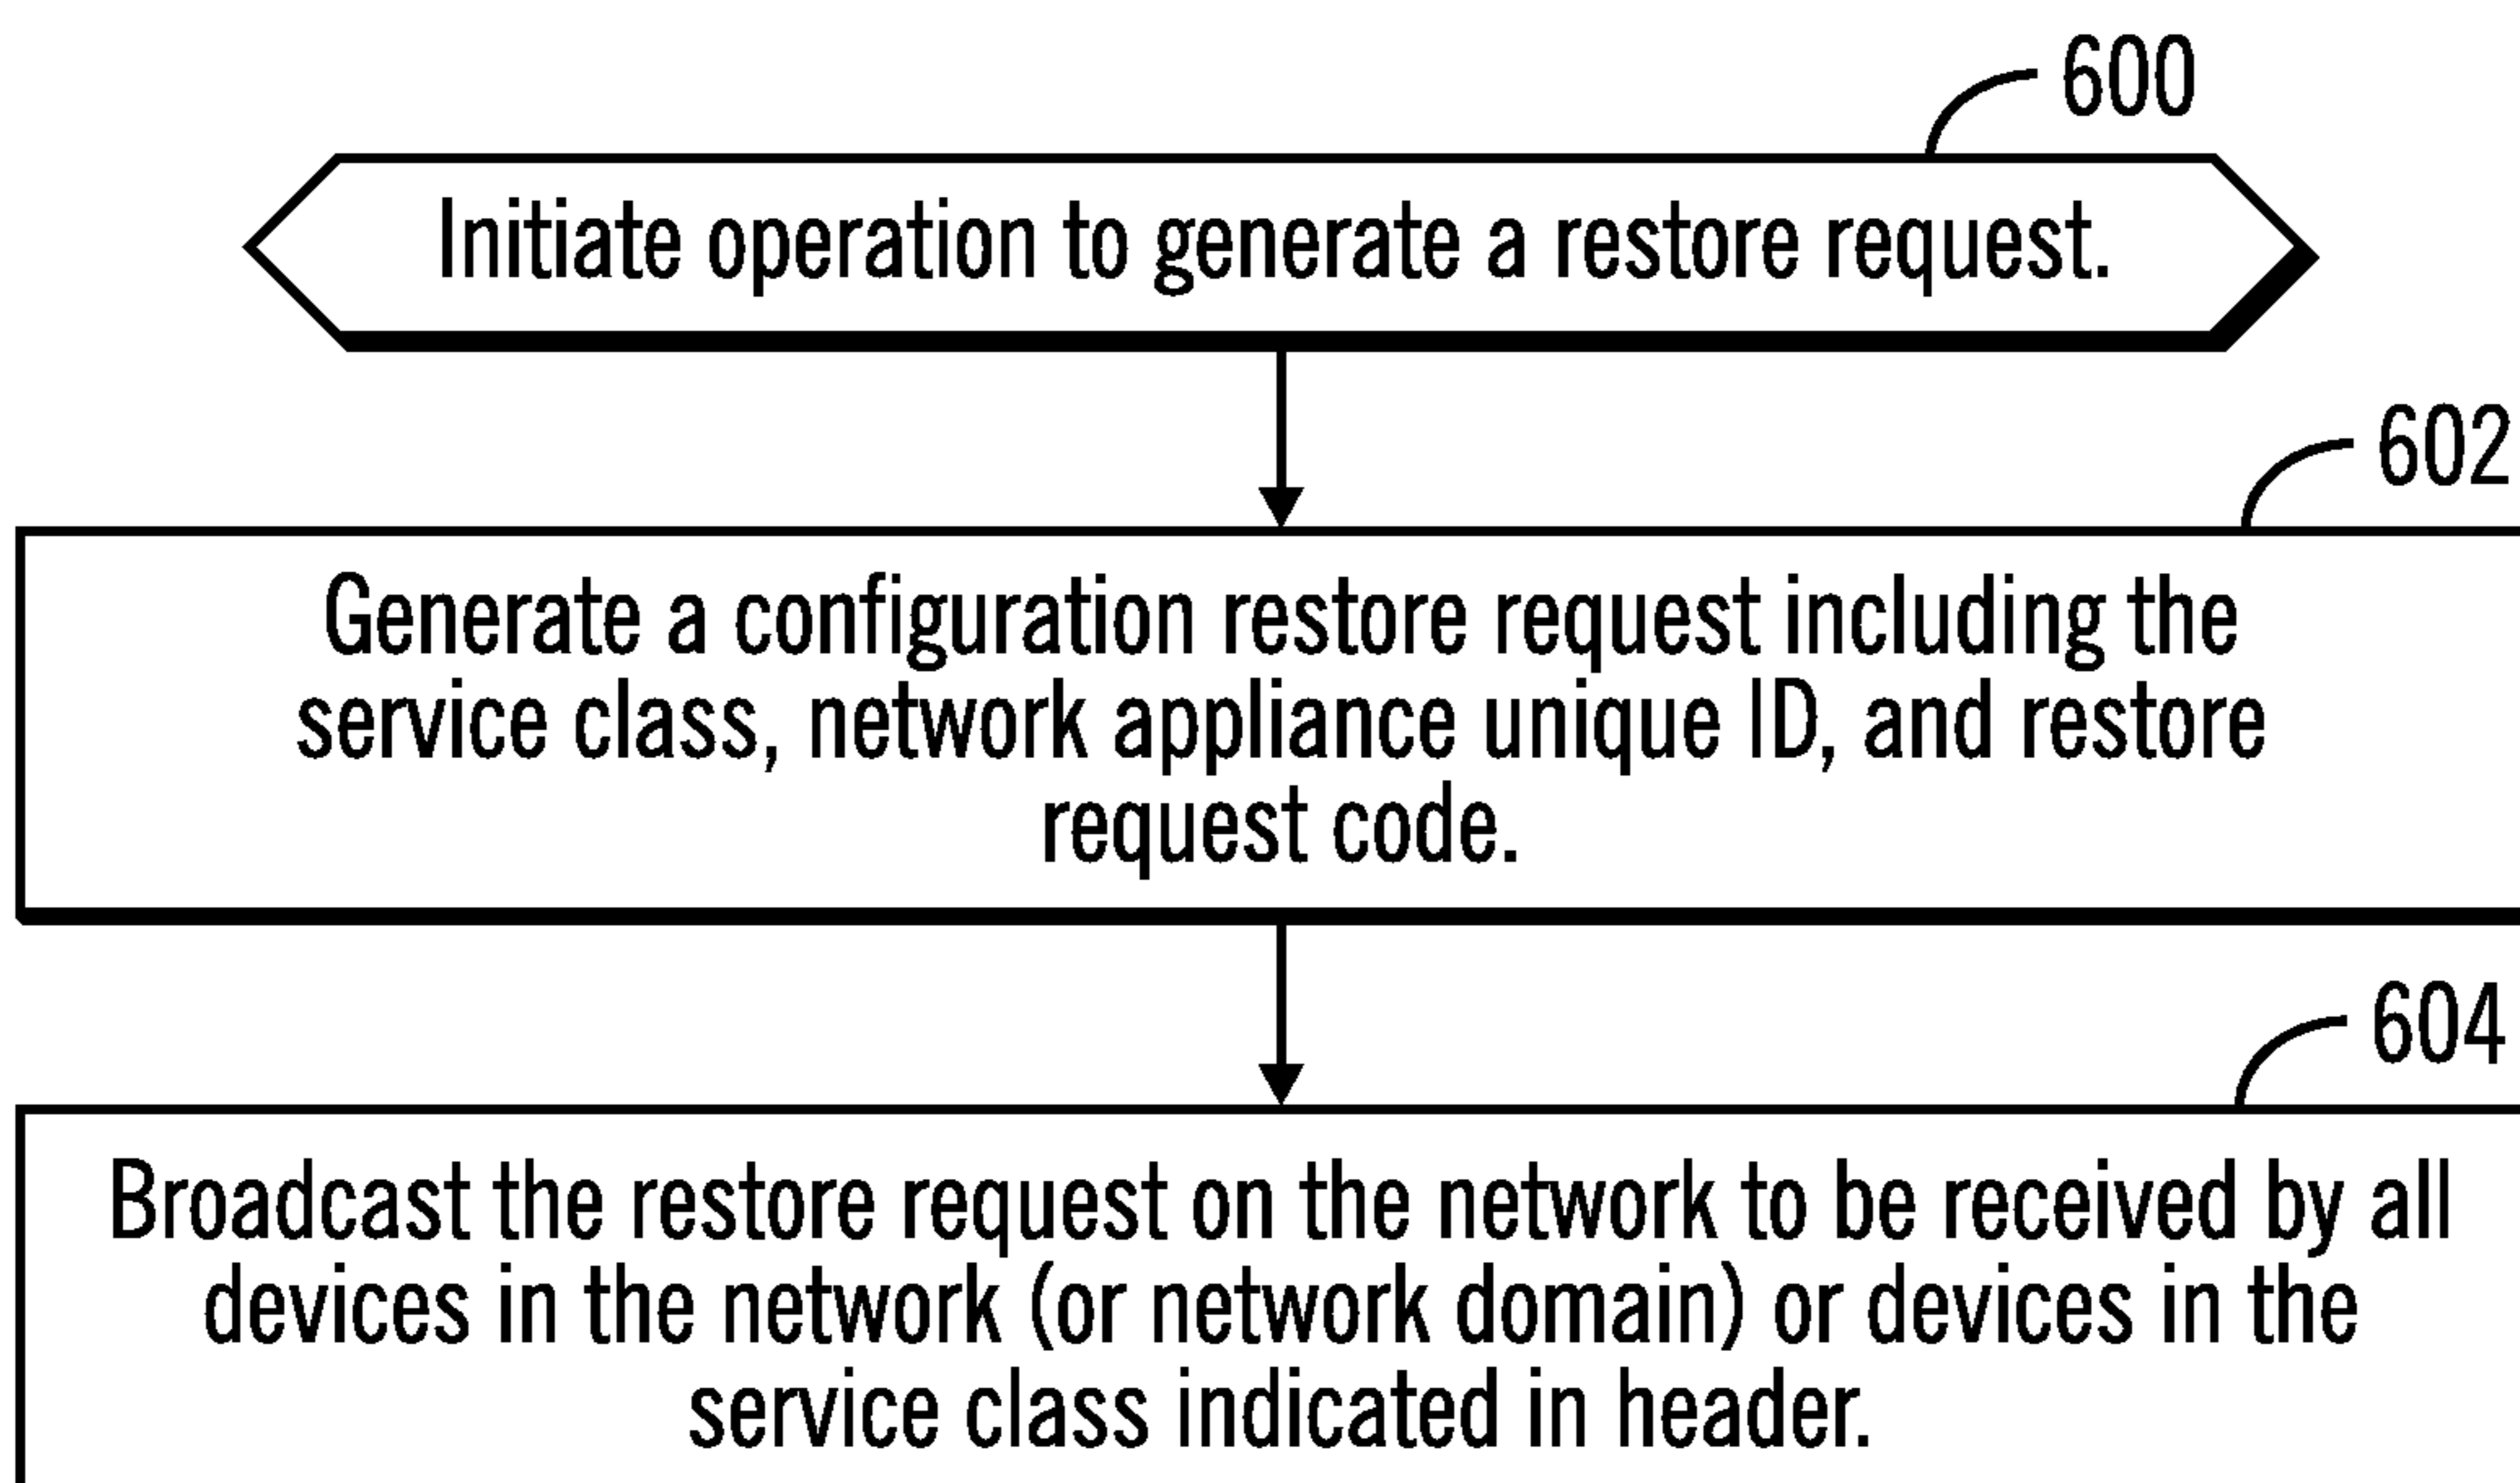 600
Initiate operation to generate a restore request.
602
Generate a configuration restore request including the
service class, network appliance unique ID, and restore
request code.
604
Broadcast the restore request on the network to be received by all
devices in the network (or network domain) or devices in the
service class indicated in header.